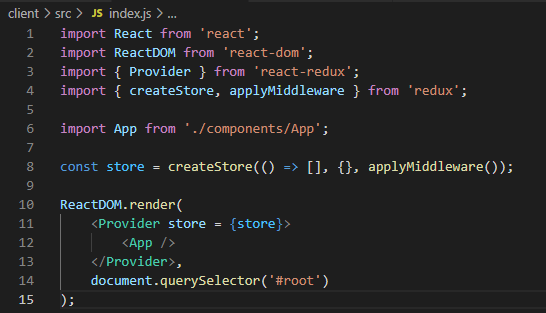 client > src > JS index.js > ...
1 import React from 'react';
2 import ReactDOM from 'react-dom';
3 import { Provider } from 'react-redux';
4 import { createStore, applyMiddleware } from 'redux';
5
6 import App from './components/App';
7
8 const store = createStore(() => [], {}, applyMiddleware());
9
10 ReactDOM.render(
11     <Provider store = {store}>
12         <App />
13     </Provider>,
14     document.querySelector('#root')
15 );